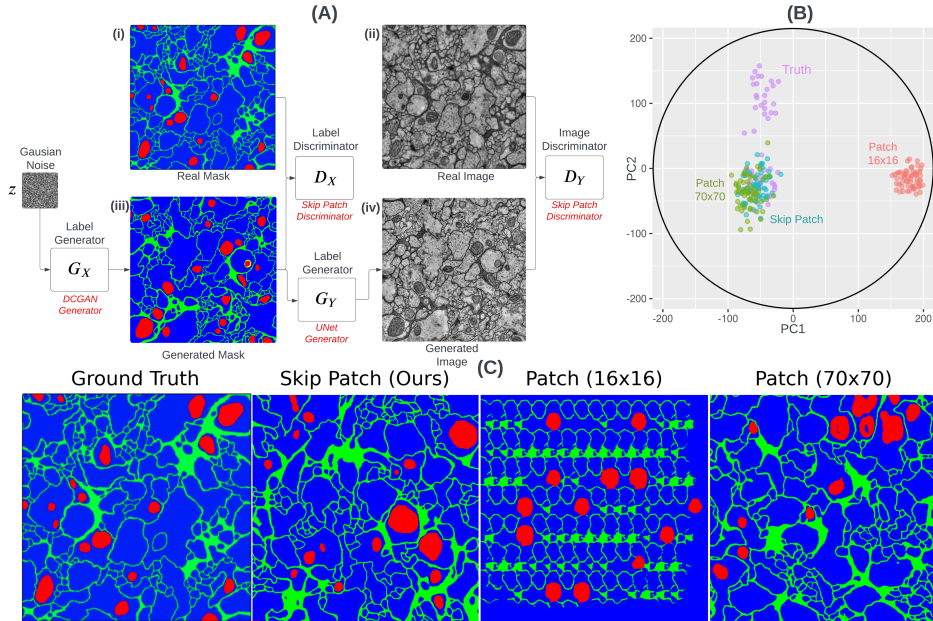 (A)
(i)
Real Mask
(ii)
Real Image
Gausian
Noise
z
Label
Discriminator
D_X
Skip Patch
Discriminator
Image
Discriminator
D_Y
Skip Patch
Discriminator
(iii)
Generated Mask
Label
Generator
G_X
DCGAN
Generator
Label
Generator
G_Y
UNet
Generator
(iv)
Generated
Image
(B)
200
100
0
-100
-200
PC2
-200
-100
0
100
200
PC1
Truth
Patch
16x16
Patch
70x70
Skip Patch
(C)
Ground Truth
Skip Patch (Ours)
Patch (16x16)
Patch (70x70)